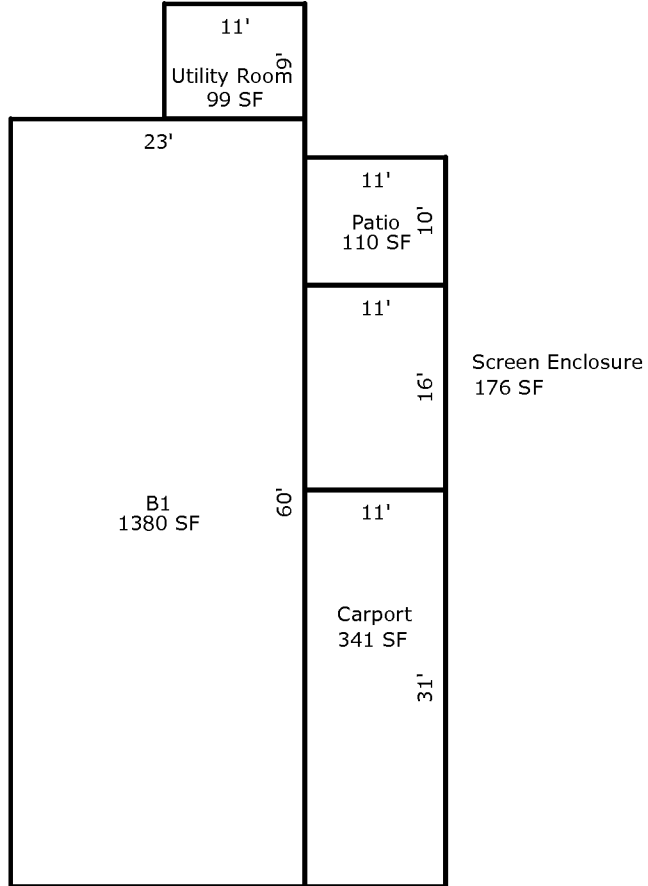 11'
9'
Utility Room
99 SF
23'
11'
10'
Patio
110 SF
11'
16'
Screen Enclosure
176 SF
B1
1380 SF
60'
11'
Carport
341 SF
31'